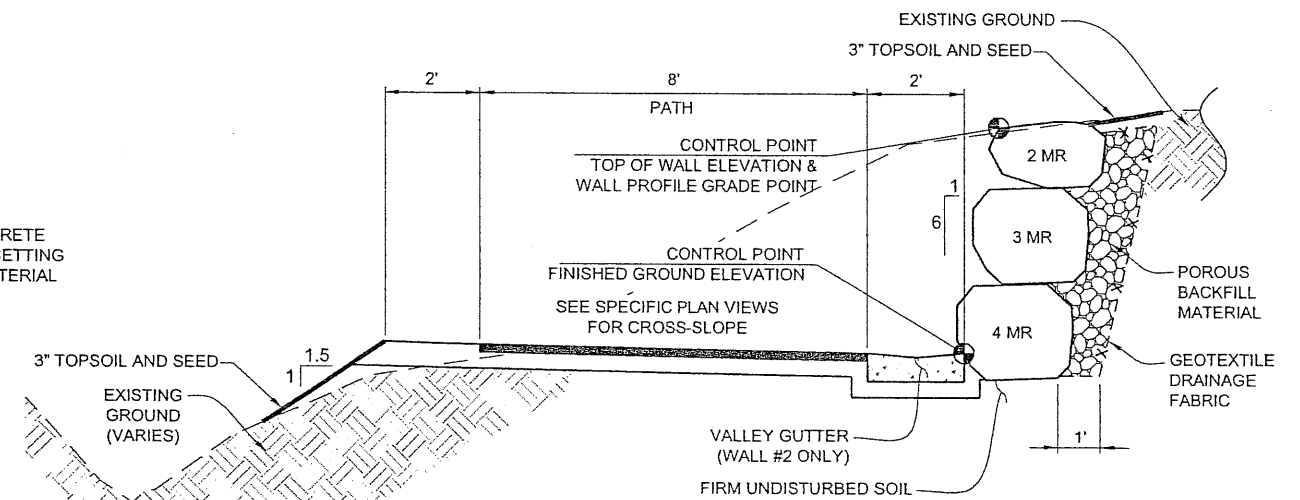 EXISTING GROUND
3" TOPSOIL AND SEED
2'
8'
2'
PATH
CONTROL POINT
TOP OF WALL ELEVATION &
WALL PROFILE GRADE POINT
2 MR
1
6
3 MR
RETE
SETTING
TERIAL
CONTROL POINT
FINISHED GROUND ELEVATION
SEE SPECIFIC PLAN VIEWS
FOR CROSS-SLOPE
POROUS
BACKFILL
MATERIAL
4 MR
3" TOPSOIL AND SEED
1.5
1
EXISTING
GROUND
(VARIES)
GEOTEXTILE
DRAINAGE
FABRIC
VALLEY GUTTER
(WALL #2 ONLY)
1'
FIRM UNDISTURBED SOIL